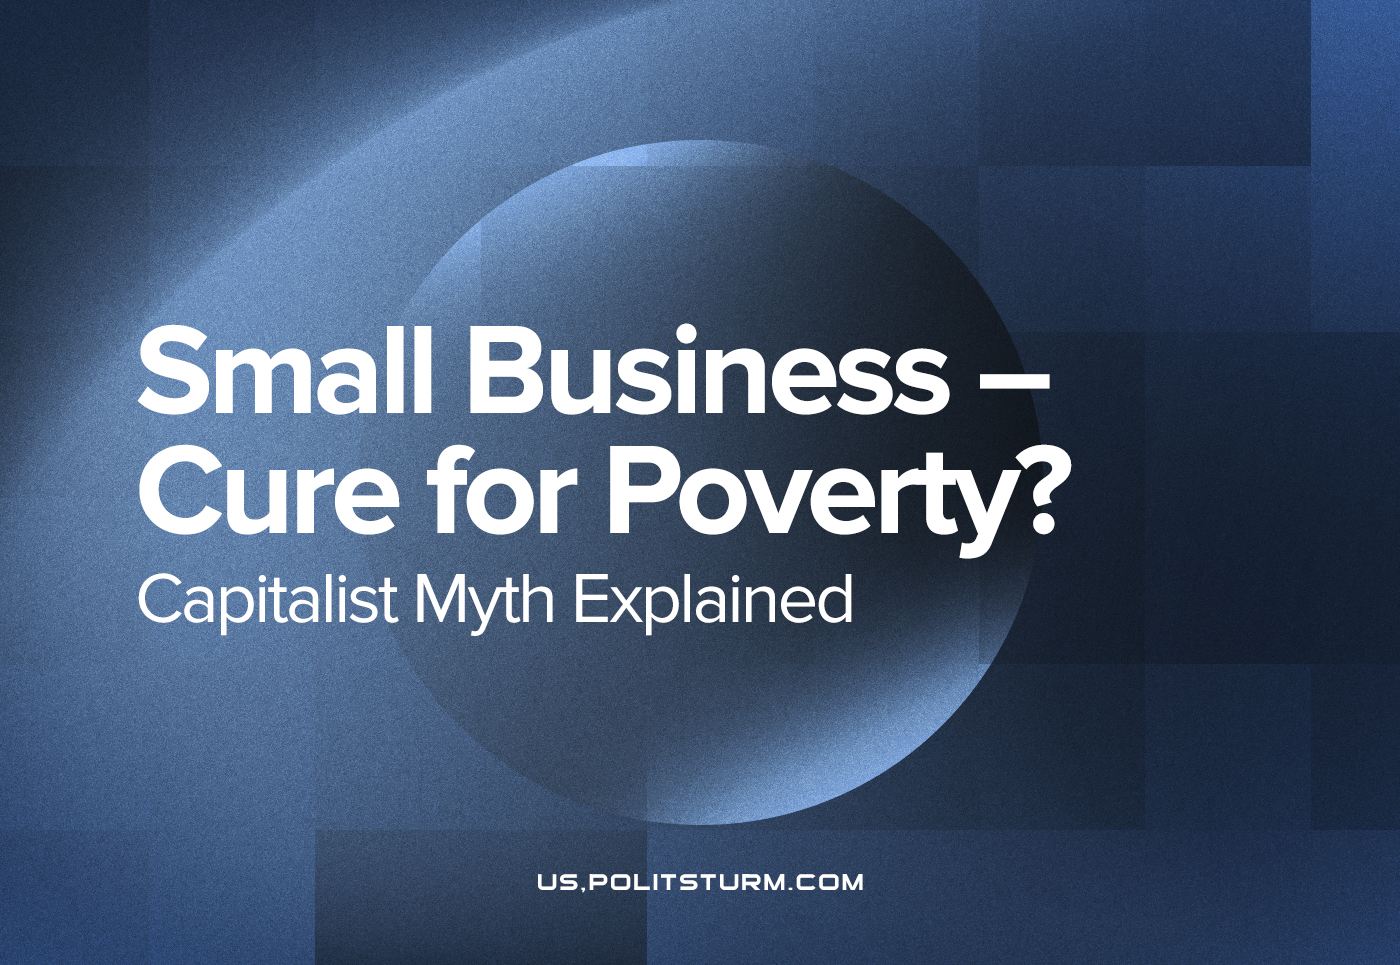 Small Business –
Cure for Poverty?
Capitalist Myth Explained
US,POLITSTURM.COM